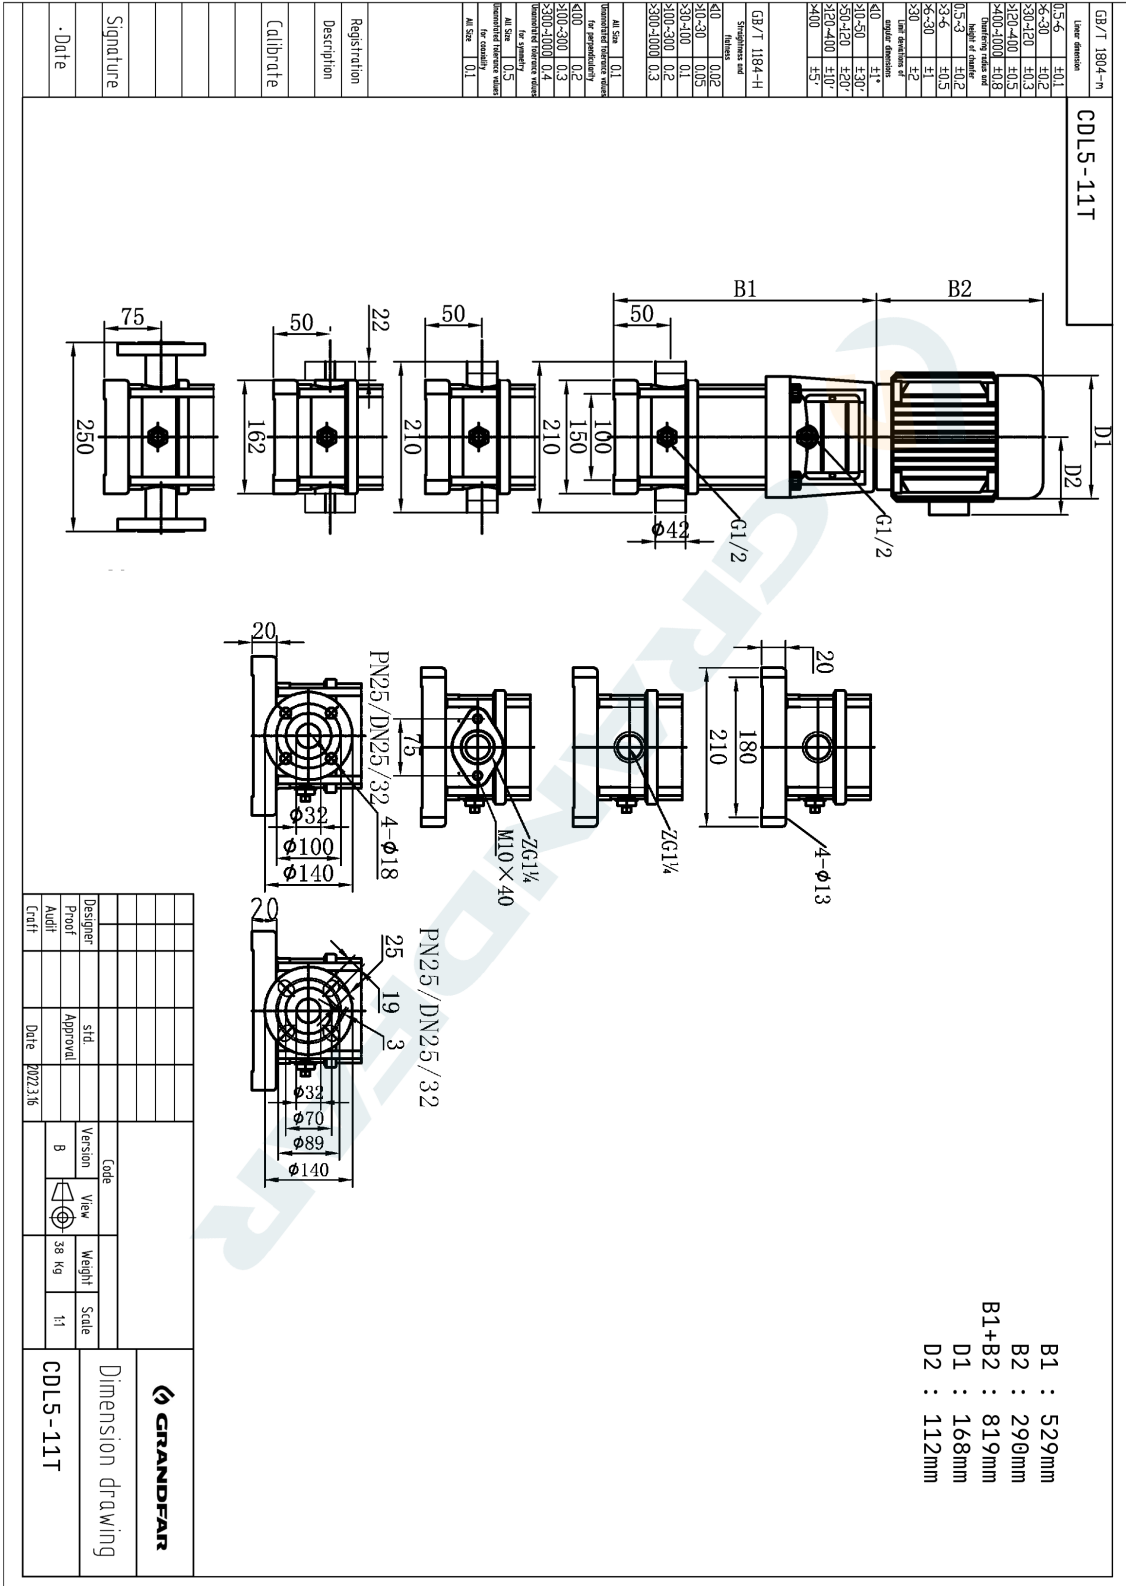 GB/T 1804-m
Linear dimension
0.5~6 ±0.1
>6~30 ±0.2
>30~120 ±0.3
>120~400 ±0.5
>400~1000 ±0.8
Chamfering radius and
height of chamfer
0.5~3 ±0.2
>3~6 ±0.5
>6~30 ±1
>30 ±2
Limit deviations of
angular dimensions
≤10 ±1°
>10~50 ±30′
>50~120 ±20′
>120~400 ±10′
>400 ±5′
GB/T 1184-H
Straightness and
flatness
≤10 0.02
>10~30 0.05
>30~100 0.1
>100~300 0.2
>300~1000 0.3
All Size 0.1
Unannotated tolerance values
for perpendicularity
≤100 0.2
>100~300 0.3
>300~1000 0.4
Unannotated tolerance values
for symmetry
All Size 0.5
Unannotated tolerance values
for coaxiality
All Size 0.1
Registration
Description
Calibrate
Signature
Date
CDL5-11T
B1
B2
D1
D2
50
100
150
210
G1/2
G1/2
ϕ42
50
210
22
50
162
75
250
20
180
210
4-ϕ13
ZG1¼
75
ZG1¼
M10×40
PN25/DN25/32
20
4-ϕ18
ϕ32
ϕ100
ϕ140
PN25/DN25/32
20
25
19
3
ϕ32
ϕ70
ϕ89
ϕ140
B1 : 529mm
B2 : 290mm
B1+B2 : 819mm
D1 : 168mm
D2 : 112mm
Designer
Proof
Audit
Craft
std.
Approval
Date 2022.3.16
Code
Version View Weight Scale
B 38 Kg 1:1
GRANDFAR
Dimension drawing
CDL5-11T
GRANDFAR